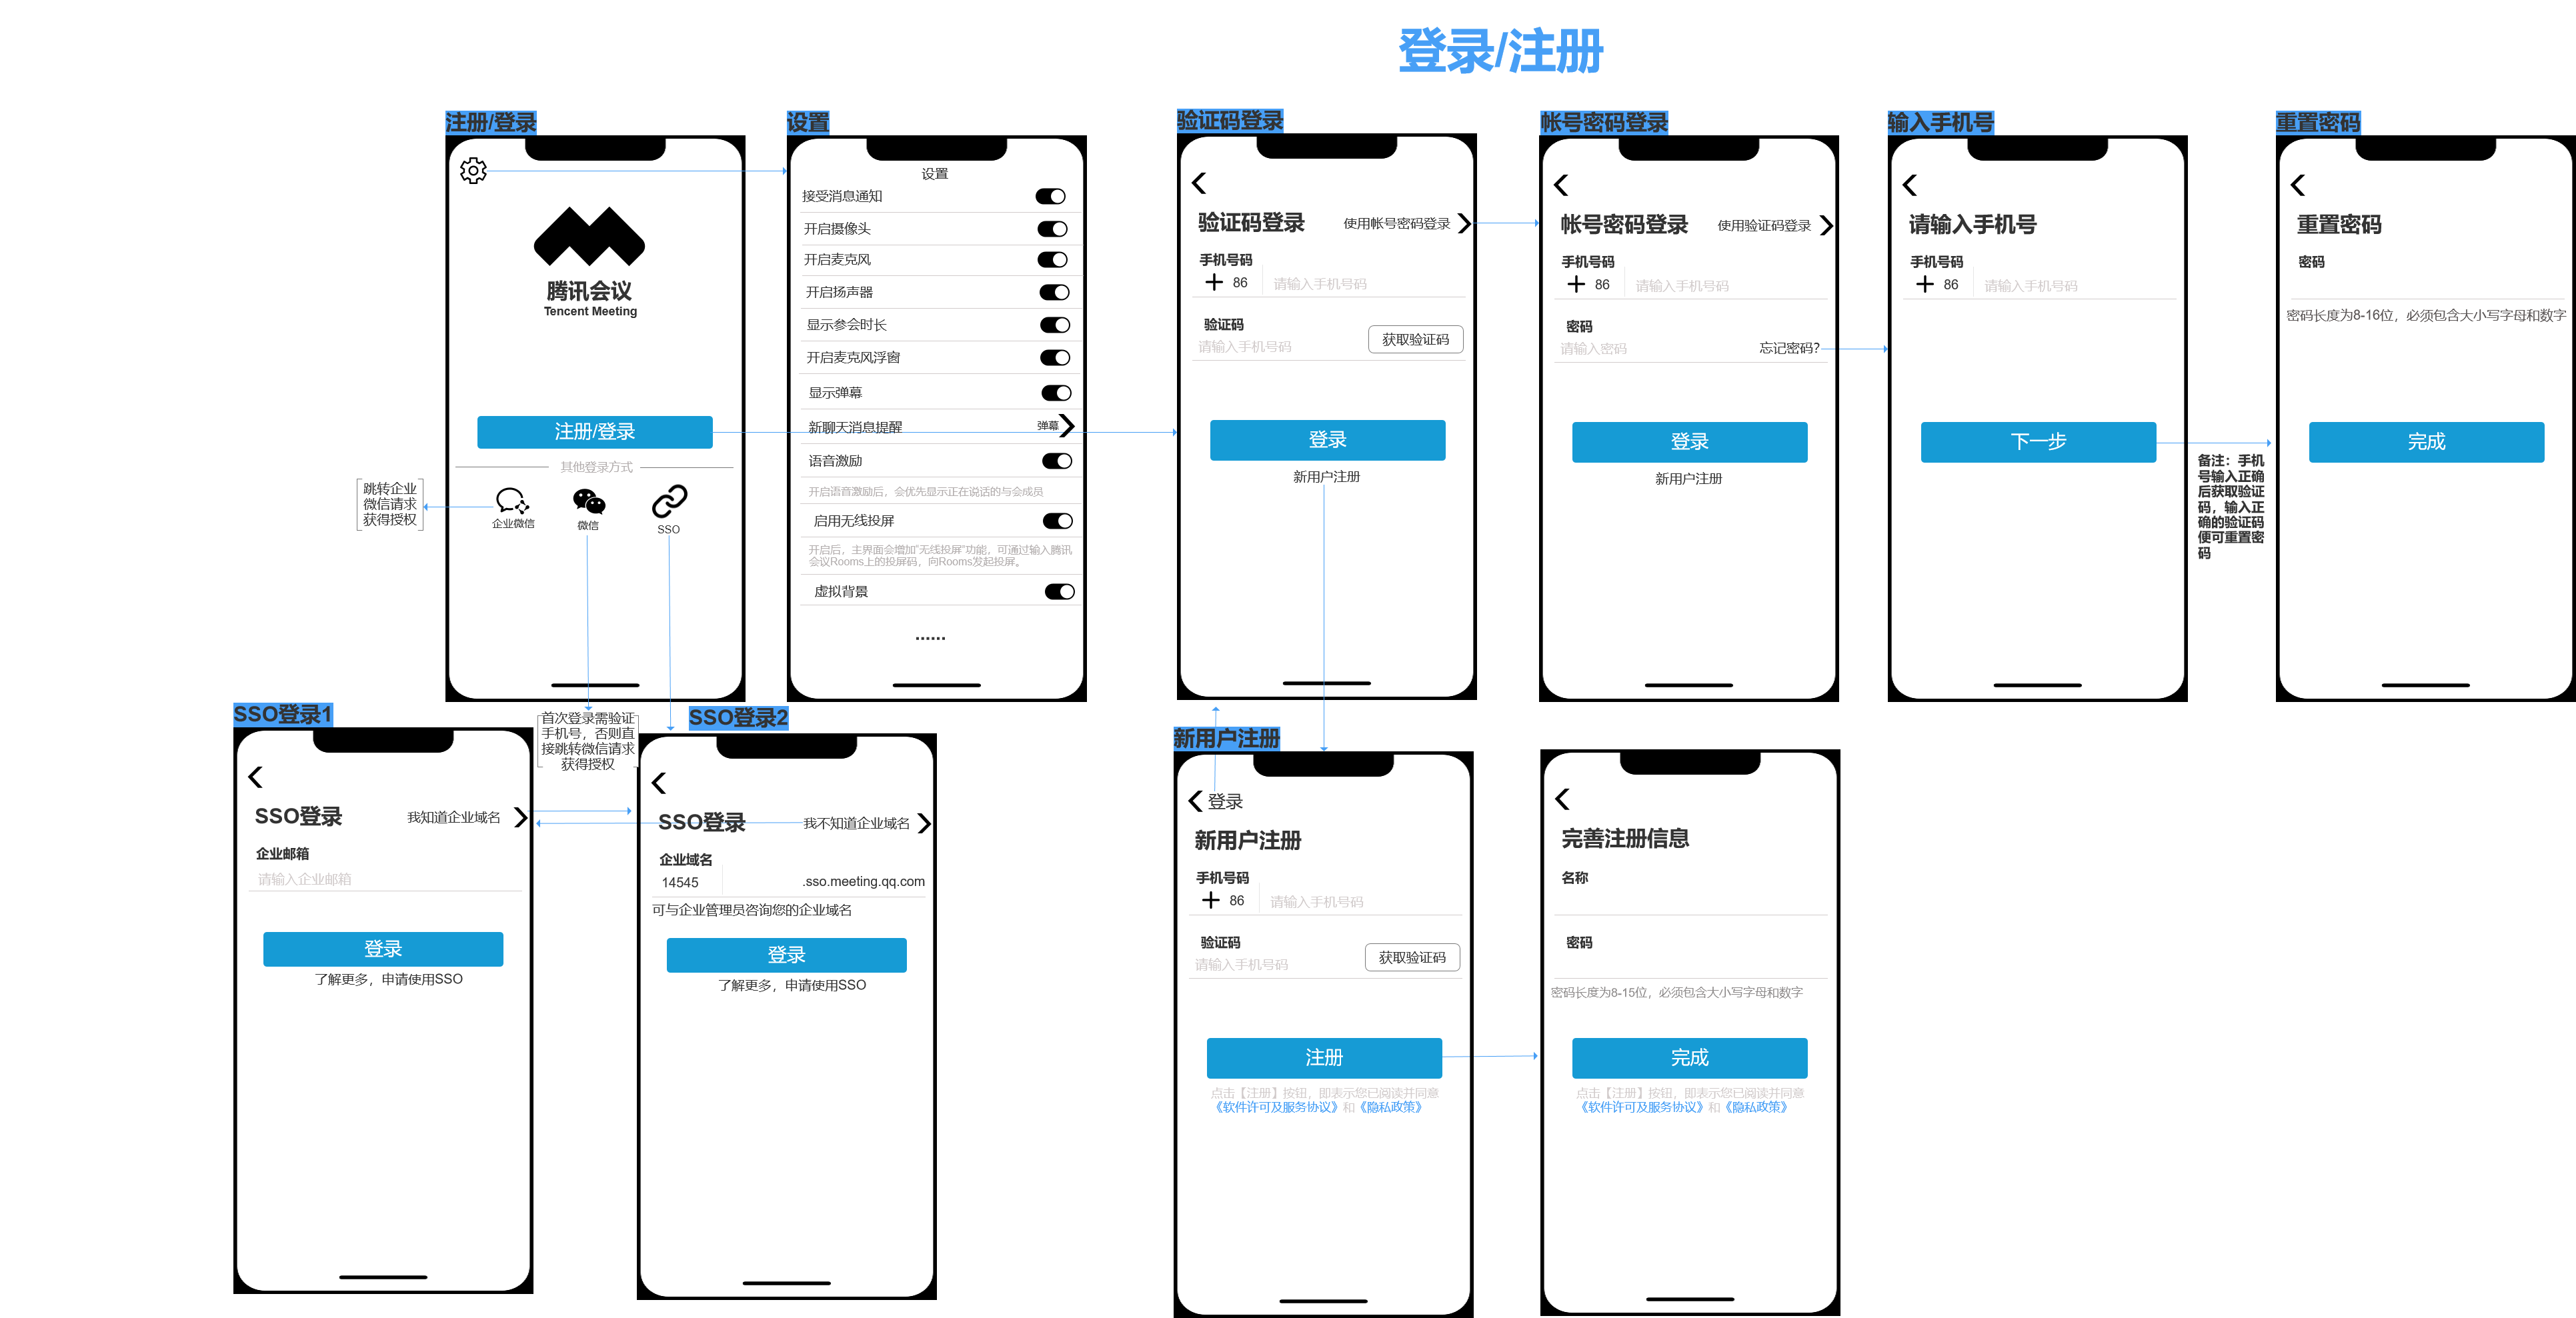 登录/注册
注册/登录
腾讯会议
Tencent Meeting
注册/登录
其他登录方式
企业微信
微信
SSO
跳转企业
微信请求
获得授权
首次登录需验证
手机号，否则直
接跳转微信请求
获得授权
设置
设置
接受消息通知
开启摄像头
开启麦克风
开启扬声器
显示参会时长
开启麦克风浮窗
显示弹幕
新聊天消息提醒 弹幕
语音激励
开启语音激励后，会优先显示正在说话的与会成员
启用无线投屏
开启后，主界面会增加“无线投屏”功能，可通过输入腾讯
会议Rooms上的投屏码，向Rooms发起投屏。
虚拟背景
......
验证码登录
验证码登录 使用帐号密码登录
手机号码
+ 86 请输入手机号码
验证码
请输入手机号码 获取验证码
登录
新用户注册
帐号密码登录
帐号密码登录 使用验证码登录
手机号码
+ 86 请输入手机号码
密码
请输入密码 忘记密码?
登录
新用户注册
输入手机号
请输入手机号
手机号码
+ 86 请输入手机号码
下一步
备注：手机
号输入正确
后获取验证
码，输入正
确的验证码
便可重置密
码
重置密码
重置密码
密码
密码长度为8-16位，必须包含大小写字母和数字
完成
SSO登录1
SSO登录 我知道企业域名
企业邮箱
请输入企业邮箱
登录
了解更多，申请使用SSO
SSO登录2
SSO登录 我不知道企业域名
企业域名
14545 .sso.meeting.qq.com
可与企业管理员咨询您的企业域名
登录
了解更多，申请使用SSO
新用户注册
登录
新用户注册
手机号码
+ 86 请输入手机号码
验证码
请输入手机号码 获取验证码
注册
点击【注册】按钮，即表示您已阅读并同意
《软件许可及服务协议》和《隐私政策》
完善注册信息
名称
密码
密码长度为8-15位，必须包含大小写字母和数字
完成
点击【注册】按钮，即表示您已阅读并同意
《软件许可及服务协议》和《隐私政策》